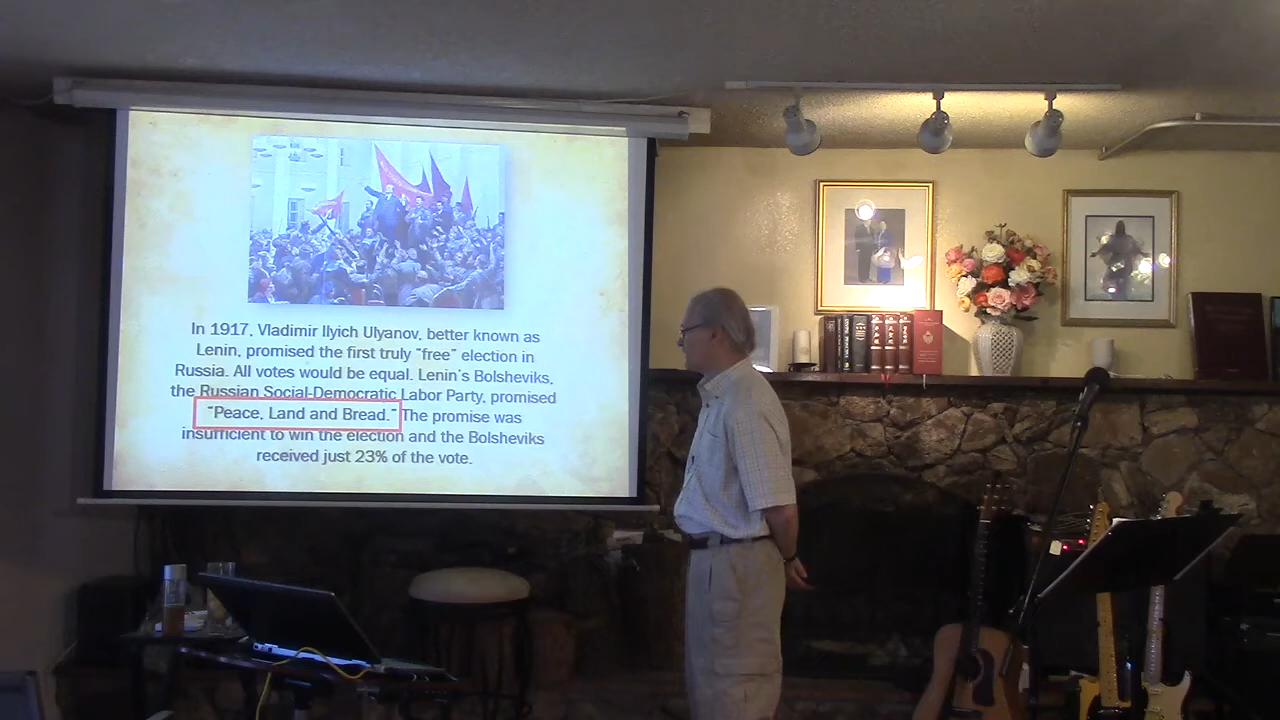 In 1917, Vladimir Ilyich Ulyanov, better known as
Lenin, promised the first truly "free" election in
Russia. All votes would be equal. Lenin's Bolsheviks,
the Russian Social-Democratic Labor Party, promised
"Peace, Land and Bread." The promise was
insufficient to win the election and the Bolsheviks
received just 23% of the vote.